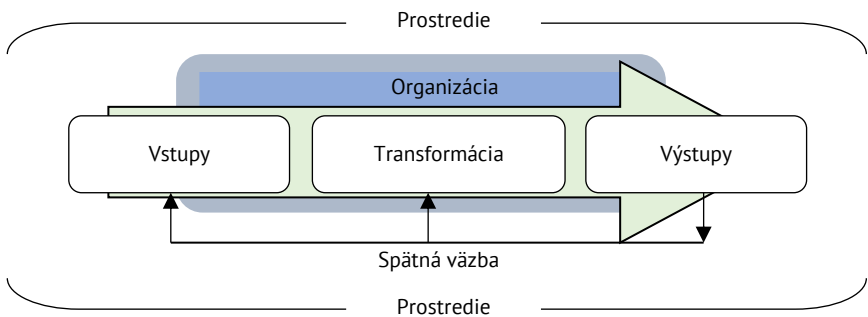 Prostredie
Organizácia
Vstupy
Transformácia
Výstupy
Spätná väzba
Prostredie